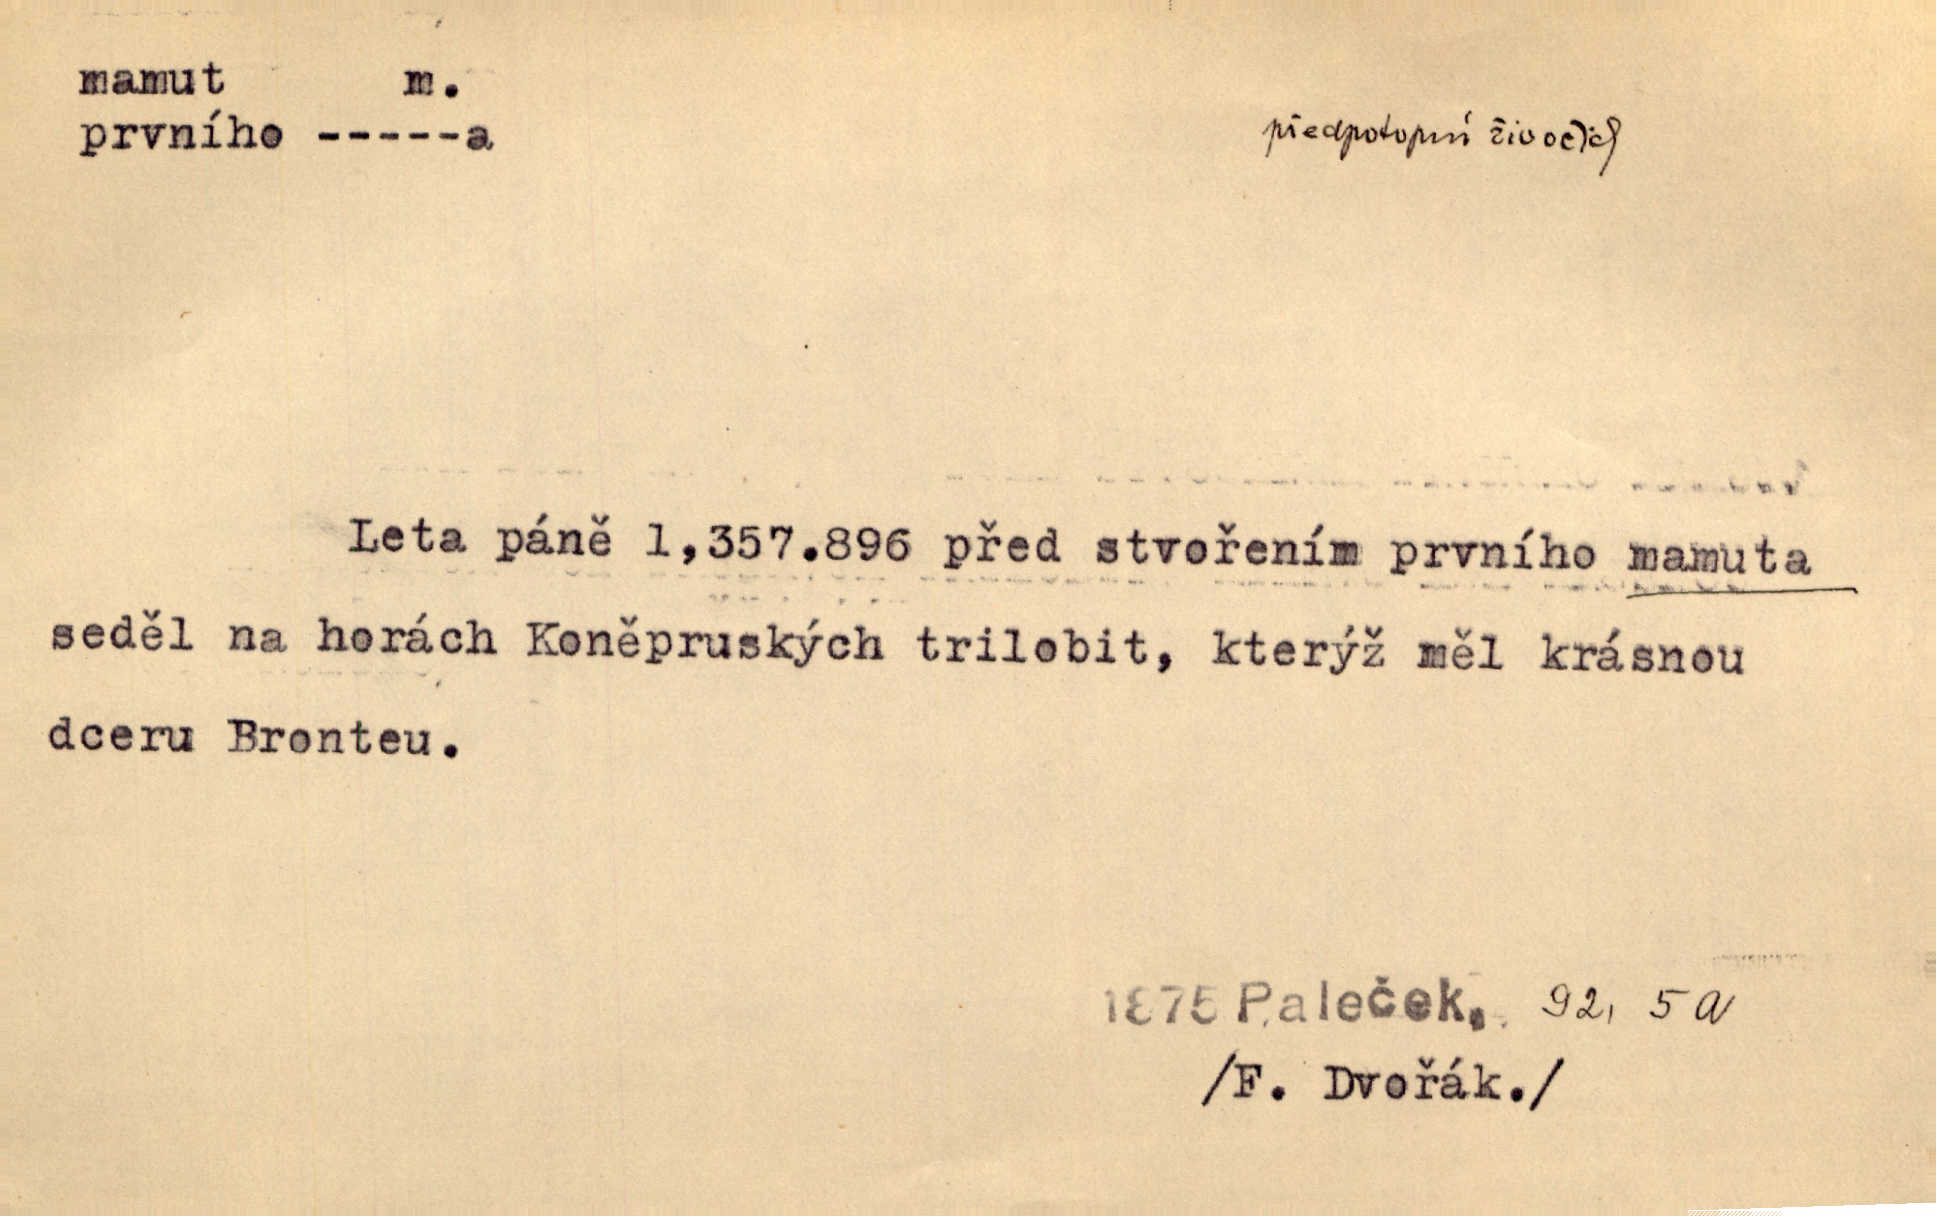 mamut m.
prvního -----a
předpotopní živočich
Leta páně 1,357.896 před stvořením prvního mamuta
seděl na horách Koněpruských trilobit, kterýž měl krásnou
dceru Bronteu.
1875 Paleček. 92, 5 a
/F. Dvořák./